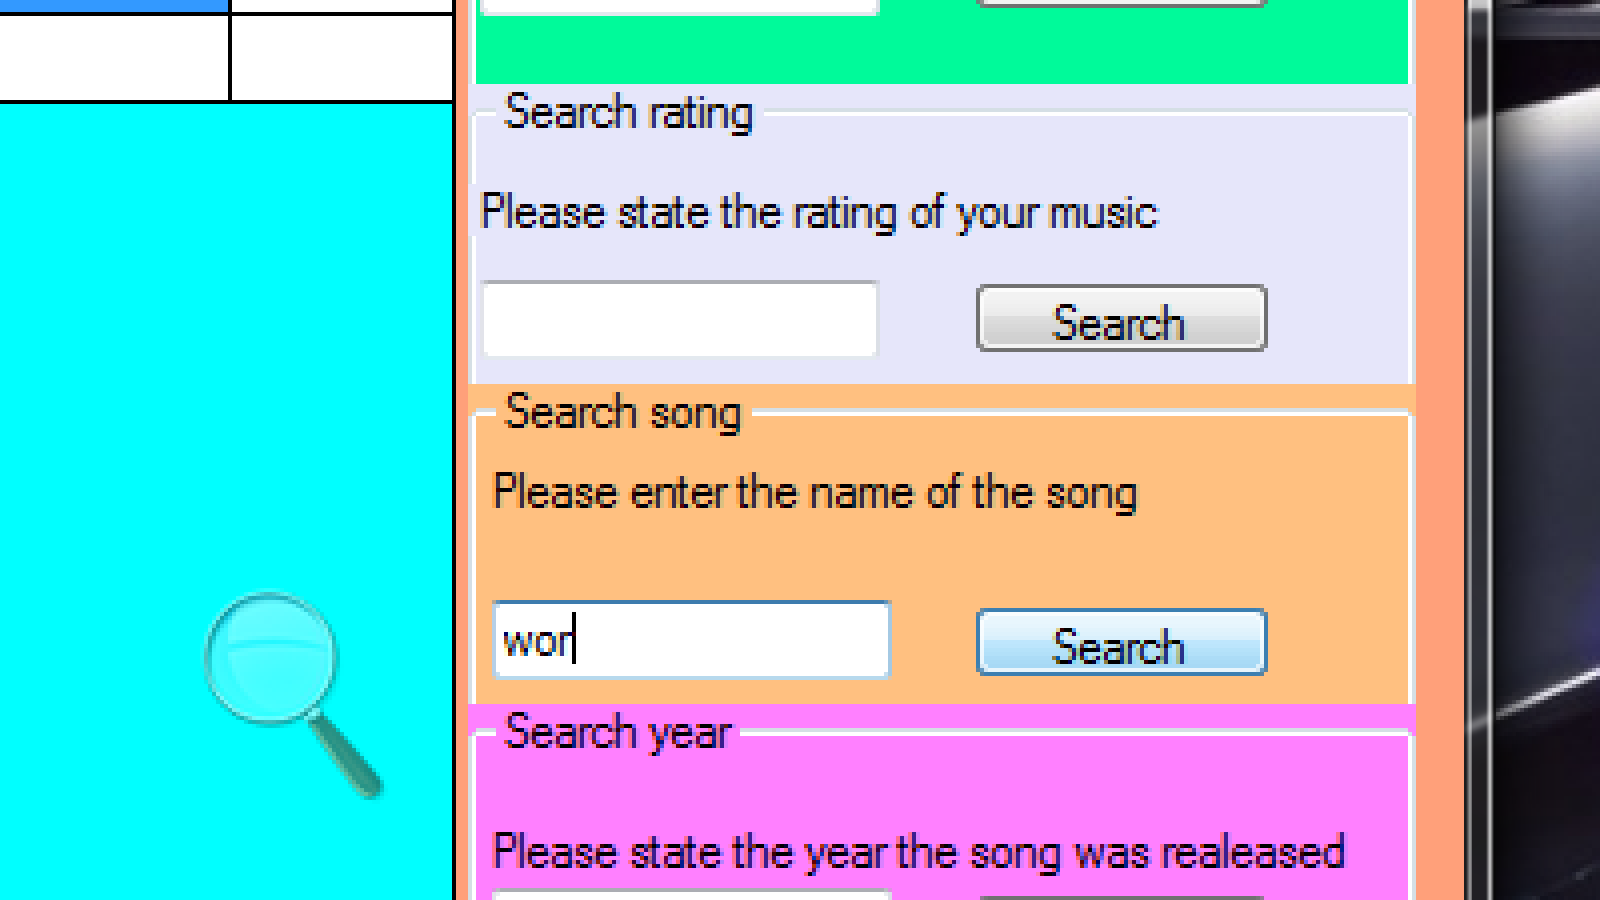 Search rating
Please state the rating of your music
Search
Search song
Please enter the name of the song
wor
Search
Search year
Please state the year the song was realeased